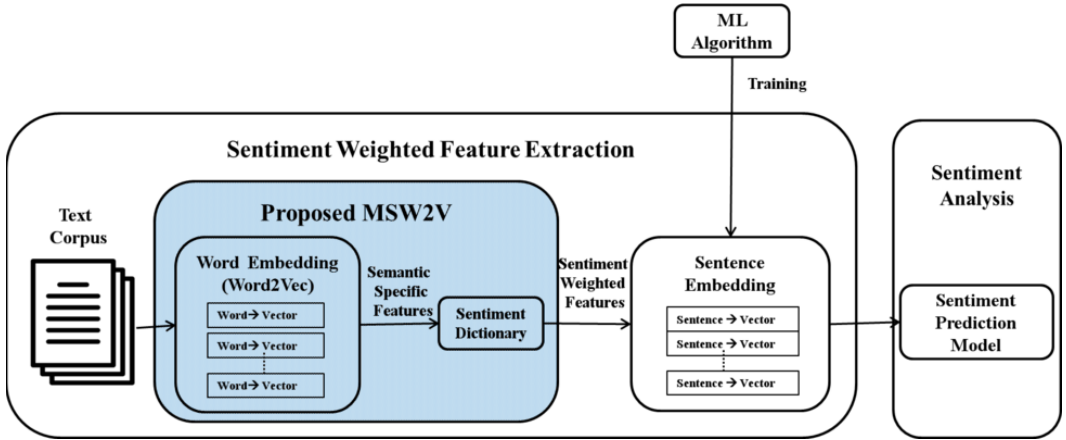 ML
Algorithm
Training
Sentiment Weighted Feature Extraction
Proposed MSW2V
Text
Corpus
Word Embedding
(Word2Vec)
Word→ Vector
Word→ Vector
Word→ Vector
Semantic
Specific
Features
Sentiment
Dictionary
Sentiment
Weighted
Features
Sentence
Embedding
Sentence → Vector
Sentence → Vector
Sentence → Vector
Sentiment
Analysis
Sentiment
Prediction
Model